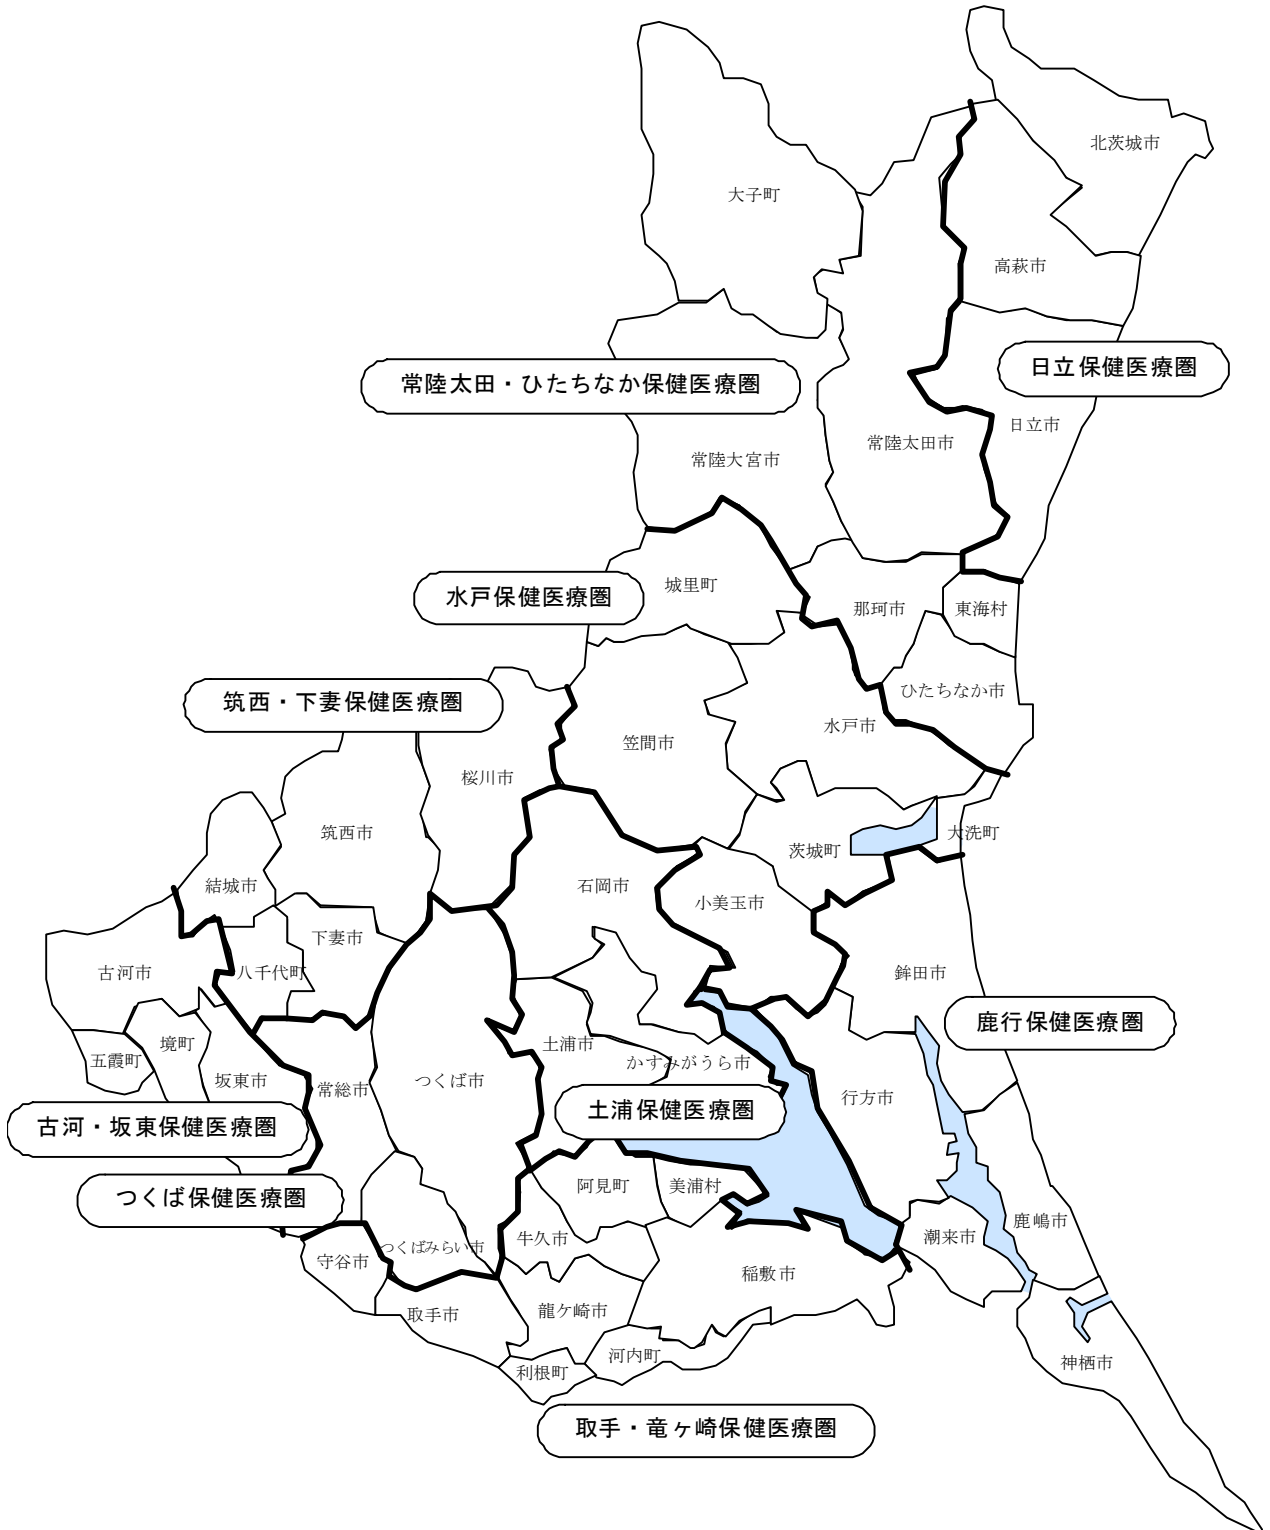 北茨城市
大子町
高萩市
日立保健医療圏
常陸太田・ひたちなか保健医療圏
日立市
常陸太田市
常陸大宮市
城里町
水戸保健医療圏
那珂市
東海村
ひたちなか市
筑西・下妻保健医療圏
水戸市
笠間市
桜川市
筑西市
大洗町
茨城町
結城市
石岡市
小美玉市
下妻市
古河市
八千代町
鉾田市
鹿行保健医療圏
境町
土浦市
五霞町
かすみがうら市
坂東市
つくば市
常総市
行方市
土浦保健医療圏
古河・坂東保健医療圏
阿見町
美浦村
つくば保健医療圏
鹿嶋市
牛久市
潮来市
つくばみらい市
守谷市
稲敷市
取手市
龍ケ崎市
河内町
神栖市
利根町
取手・竜ヶ崎保健医療圏